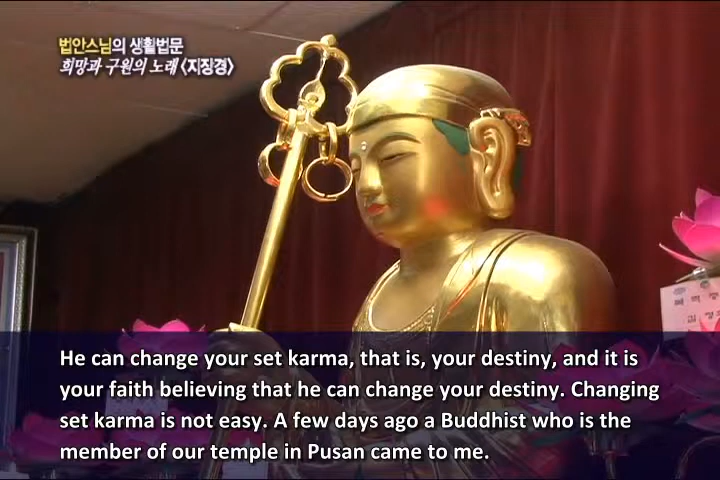 법안스님의 생활법문
희망과 구원의 노래 <지장경>
He can change your set karma, that is, your destiny, and it is
your faith believing that he can change your destiny. Changing
set karma is not easy. A few days ago a Buddhist who is the
member of our temple in Pusan came to me.